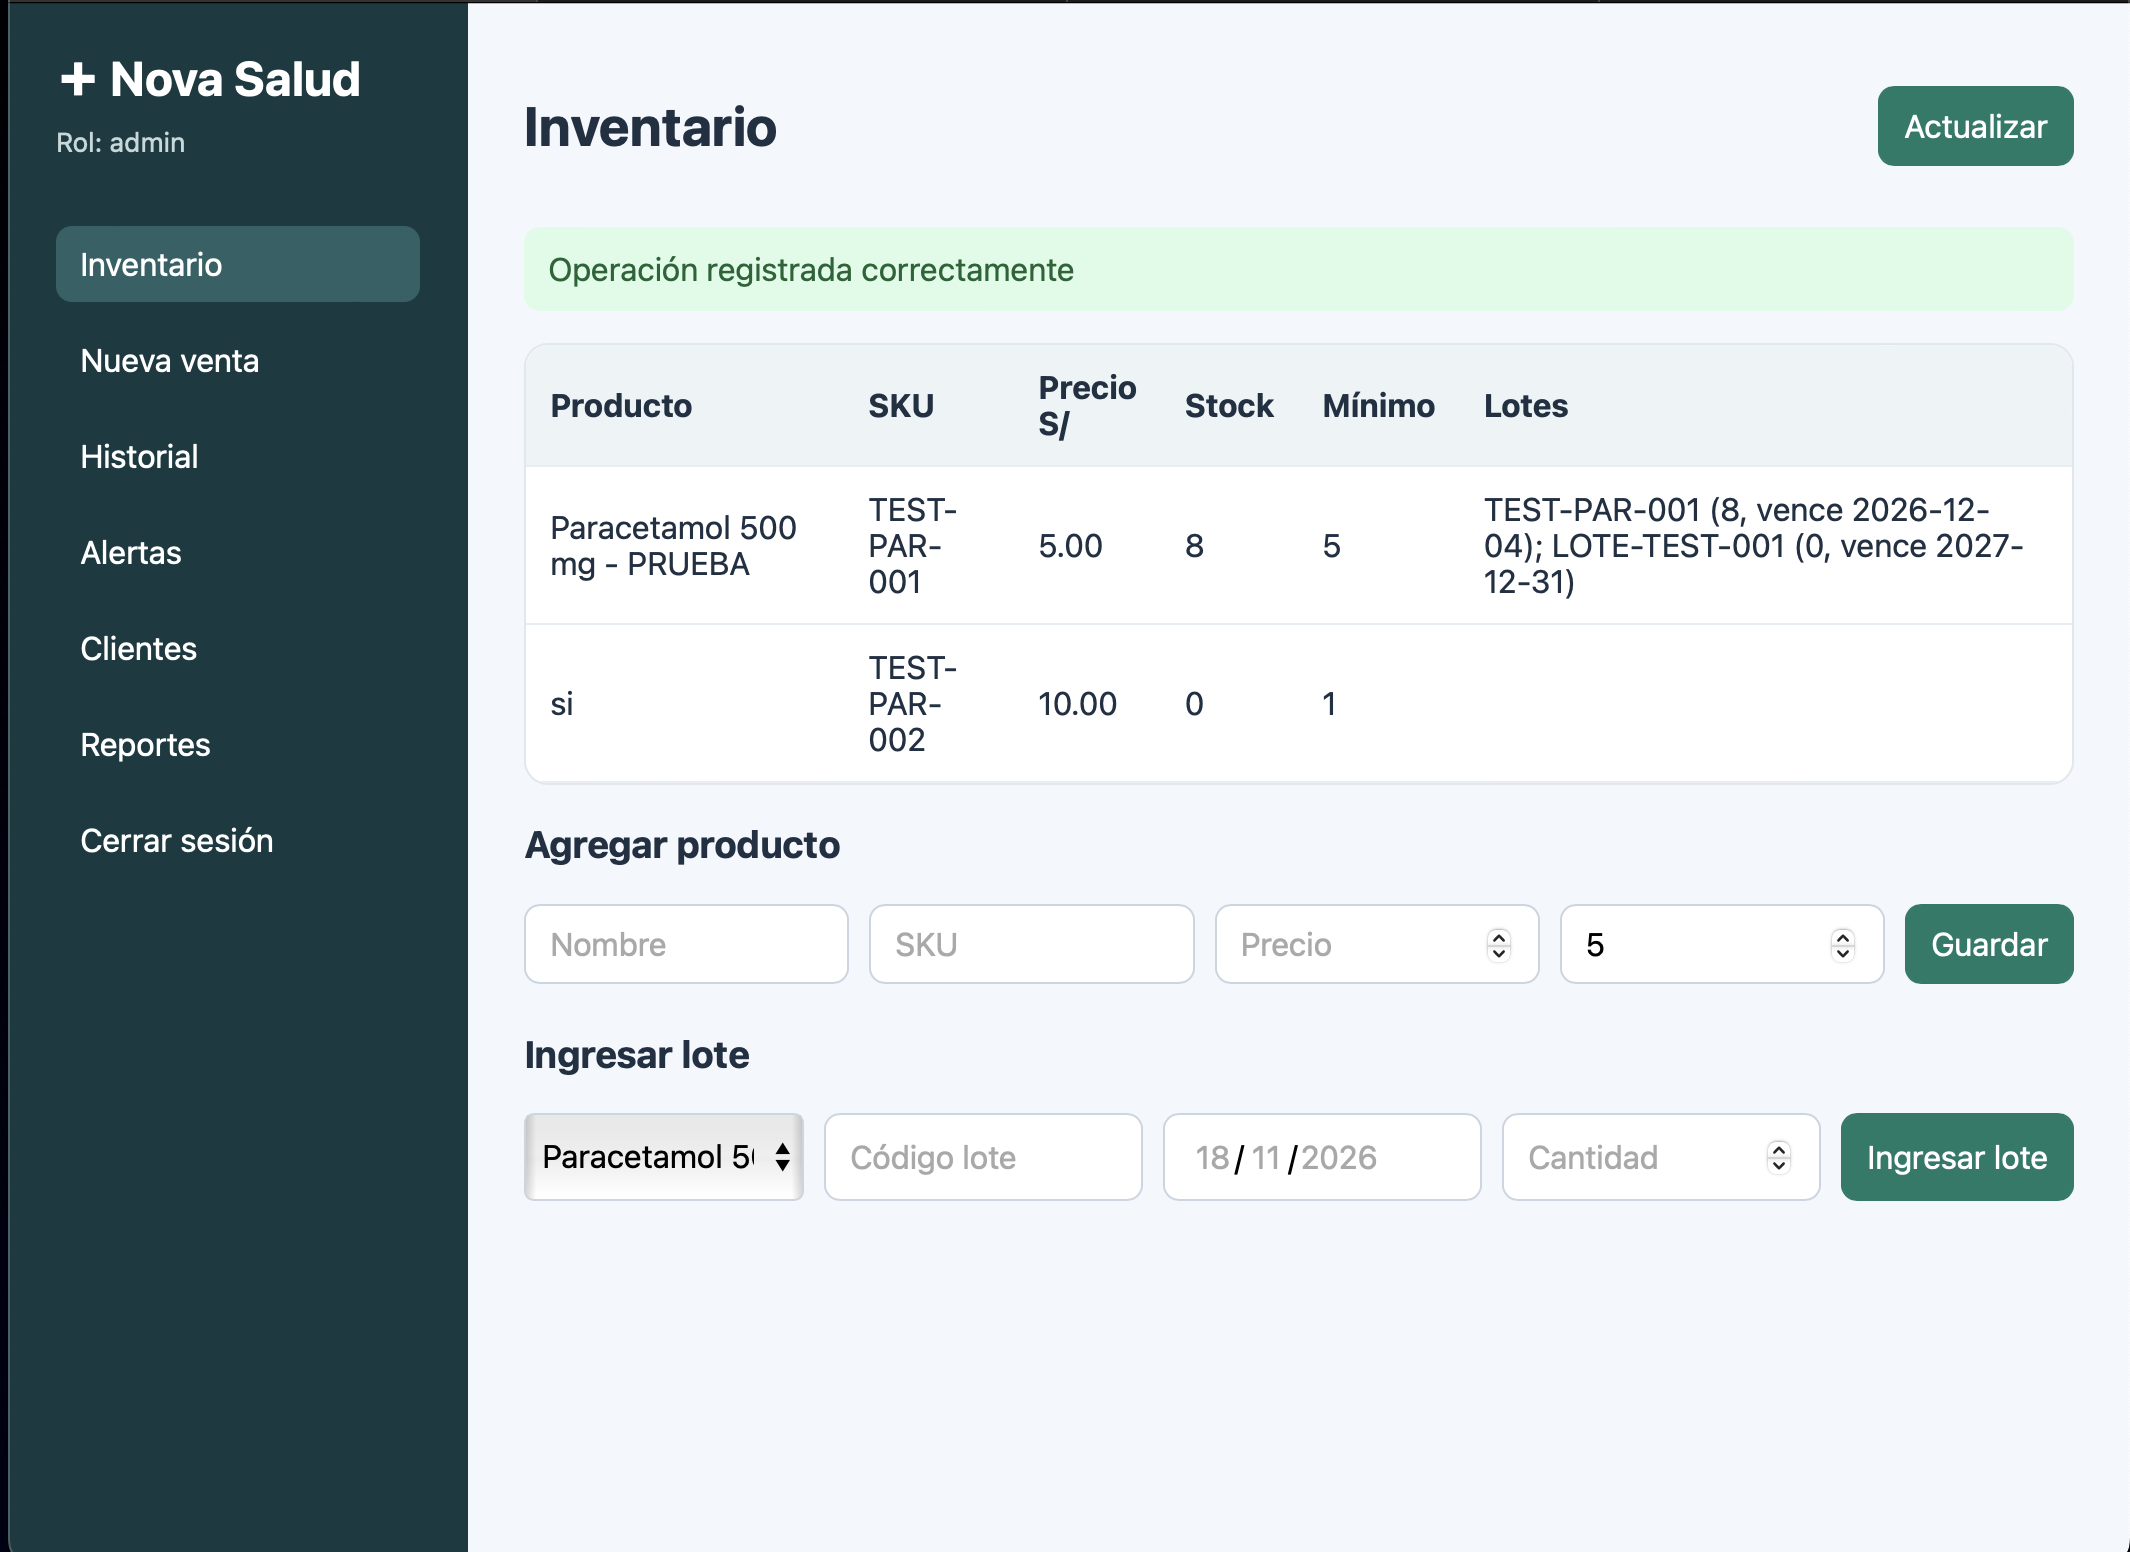 + Nova Salud
Rol: admin
Inventario
Nueva venta
Historial
Alertas
Clientes
Reportes
Cerrar sesión
Inventario
Actualizar
Operación registrada correctamente
Producto SKU Precio S/ Stock Mínimo Lotes
Paracetamol 500
mg - PRUEBA
TEST-
PAR-
001
5.00
8
5
TEST-PAR-001 (8, vence 2026-12-
04); LOTE-TEST-001 (0, vence 2027-
12-31)
si
TEST-
PAR-
002
10.00
0
1
Agregar producto
Nombre
SKU
Precio
5
Guardar
Ingresar lote
Paracetamol
Código lote
18/11/2026
Cantidad
Ingresar lote